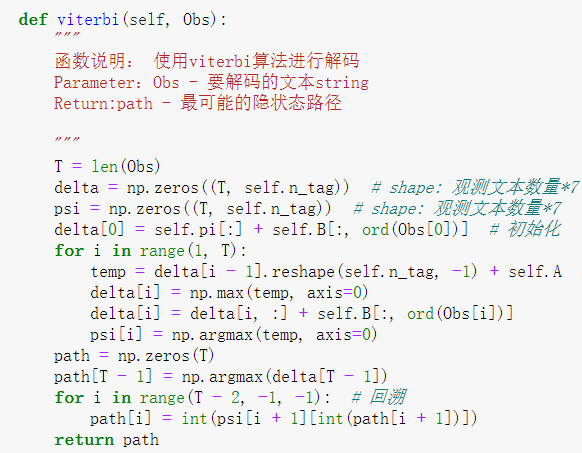 def viterbi(self, Obs):
    """
    函数说明： 使用viterbi算法进行解码
    Parameter：Obs - 要解码的文本string
    Return:path - 最可能的隐状态路径

    """
    T = len(Obs)
    delta = np.zeros((T, self.n_tag))  # shape: 观测文本数量*7
    psi = np.zeros((T, self.n_tag))  # shape: 观测文本数量*7
    delta[0] = self.pi[:] + self.B[:, ord(Obs[0])]  # 初始化
    for i in range(1, T):
        temp = delta[i - 1].reshape(self.n_tag, -1) + self.A
        delta[i] = np.max(temp, axis=0)
        delta[i] = delta[i, :] + self.B[:, ord(Obs[i])]
        psi[i] = np.argmax(temp, axis=0)
    path = np.zeros(T)
    path[T - 1] = np.argmax(delta[T - 1])
    for i in range(T - 2, -1, -1):  # 回溯
        path[i] = int(psi[i + 1][int(path[i + 1])])
    return path